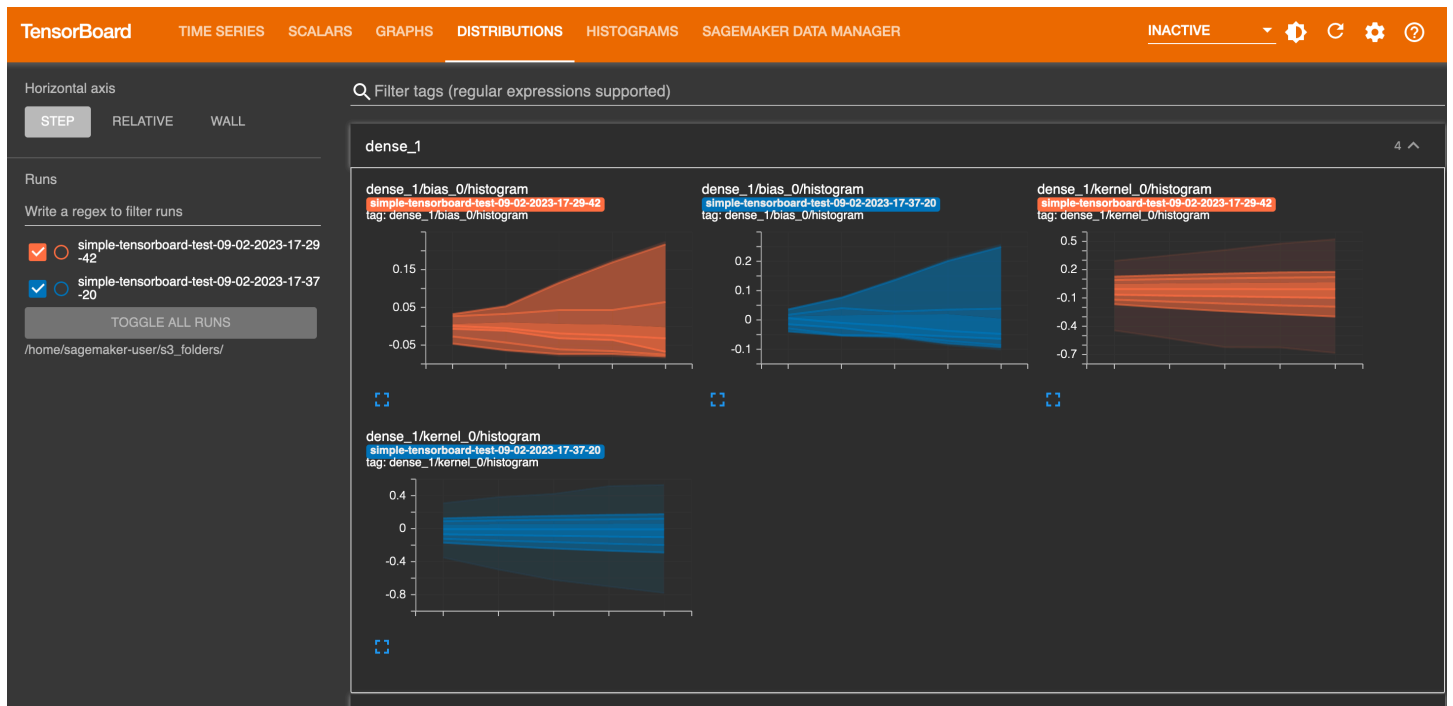 TensorBoard
TIME SERIES
SCALARS
GRAPHS
DISTRIBUTIONS
HISTOGRAMS
SAGEMAKER DATA MANAGER
INACTIVE
Horizontal axis
STEP
RELATIVE
WALL
Runs
Write a regex to filter runs
simple-tensorboard-test-09-02-2023-17-29
-42
simple-tensorboard-test-09-02-2023-17-37
-20
TOGGLE ALL RUNS
/home/sagemaker-user/s3_folders/
Filter tags (regular expressions supported)
dense_1
4
dense_1/bias_0/histogram
simple-tensorboard-test-09-02-2023-17-29-42
tag: dense_1/bias_0/histogram
0.15
0.05
-0.05
dense_1/bias_0/histogram
simple-tensorboard-test-09-02-2023-17-37-20
tag: dense_1/bias_0/histogram
0.2
0.1
0
-0.1
dense_1/kernel_0/histogram
simple-tensorboard-test-09-02-2023-17-29-42
tag: dense_1/kernel_0/histogram
0.5
0.2
-0.1
-0.4
-0.7
dense_1/kernel_0/histogram
simple-tensorboard-test-09-02-2023-17-37-20
tag: dense_1/kernel_0/histogram
0.4
0
-0.4
-0.8